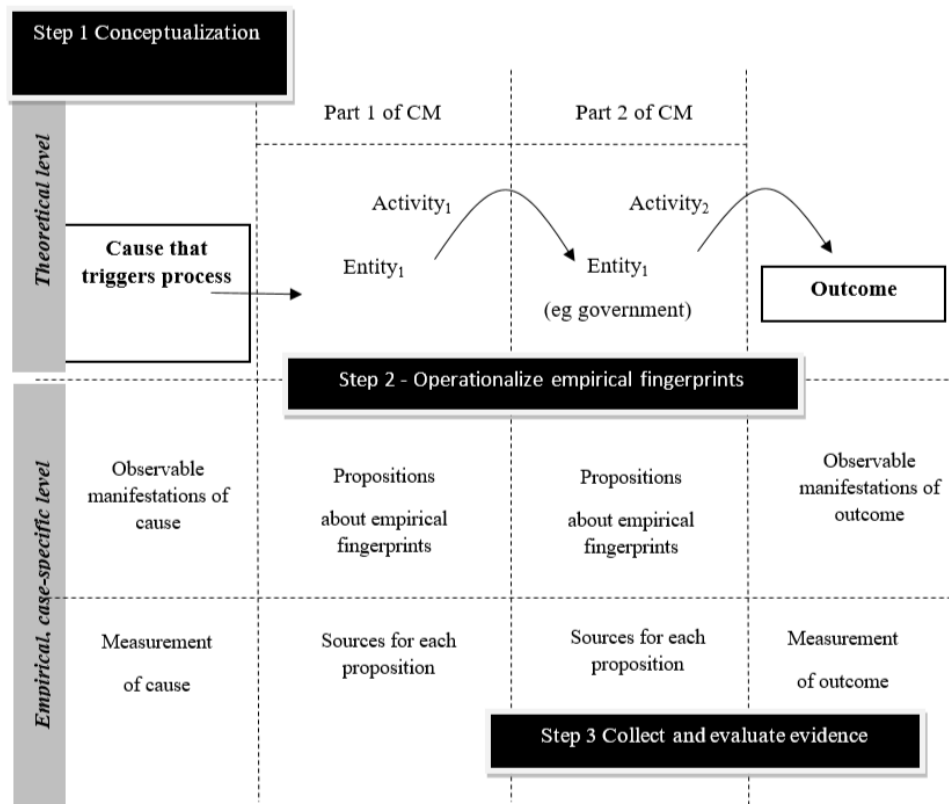 Step 1 Conceptualization
Theoretical level
Part 1 of CM
Part 2 of CM
Activity₁
Activity₂
Cause that
triggers process
Entity₁
Entity₁
(eg government)
Outcome
Step 2 - Operationalize empirical fingerprints
Empirical, case-specific level
Observable
manifestations of
cause
Propositions
about empirical
fingerprints
Propositions
about empirical
fingerprints
Observable
manifestations of
outcome
Measurement
of cause
Sources for each
proposition
Sources for each
proposition
Measurement
of outcome
Step 3 Collect and evaluate evidence